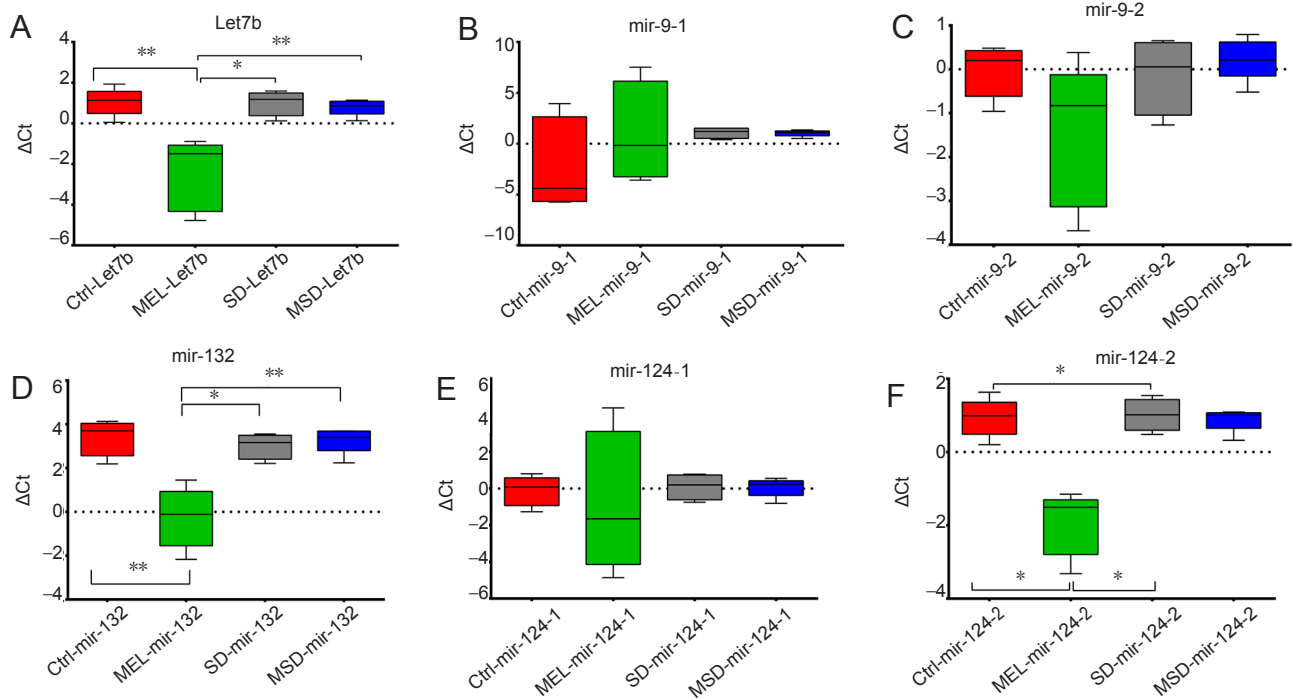 A
Let7b
4
2
0
–2
–4
–6
ΔCt
**
*
**
Ctrl-Let7b
MEL-Let7b
SD-Let7b
MSD-Let7b
B
mir-9-1
10
5
0
–5
–10
ΔCt
Ctrl-mir-9-1
MEL-mir-9-1
SD-mir-9-1
MSD-mir-9-1
C
mir-9-2
1
0
–1
–2
–3
–4
ΔCt
Ctrl-mir-9-2
MEL-mir-9-2
SD-mir-9-2
MSD-mir-9-2
D
mir-132
6
4
2
0
–2
–4
ΔCt
**
*
**
Ctrl-mir-132
MEL-mir-132
SD-mir-132
MSD-mir-132
E
mir-124-1
6
4
2
0
–2
–4
–6
ΔCt
Ctrl-mir-124-1
MEL-mir-124-1
SD-mir-124-1
MSD-mir-124-1
F
mir-124-2
2
0
–2
–4
ΔCt
*
*
*
Ctrl-mir-124-2
MEL-mir-124-2
SD-mir-124-2
MSD-mir-124-2